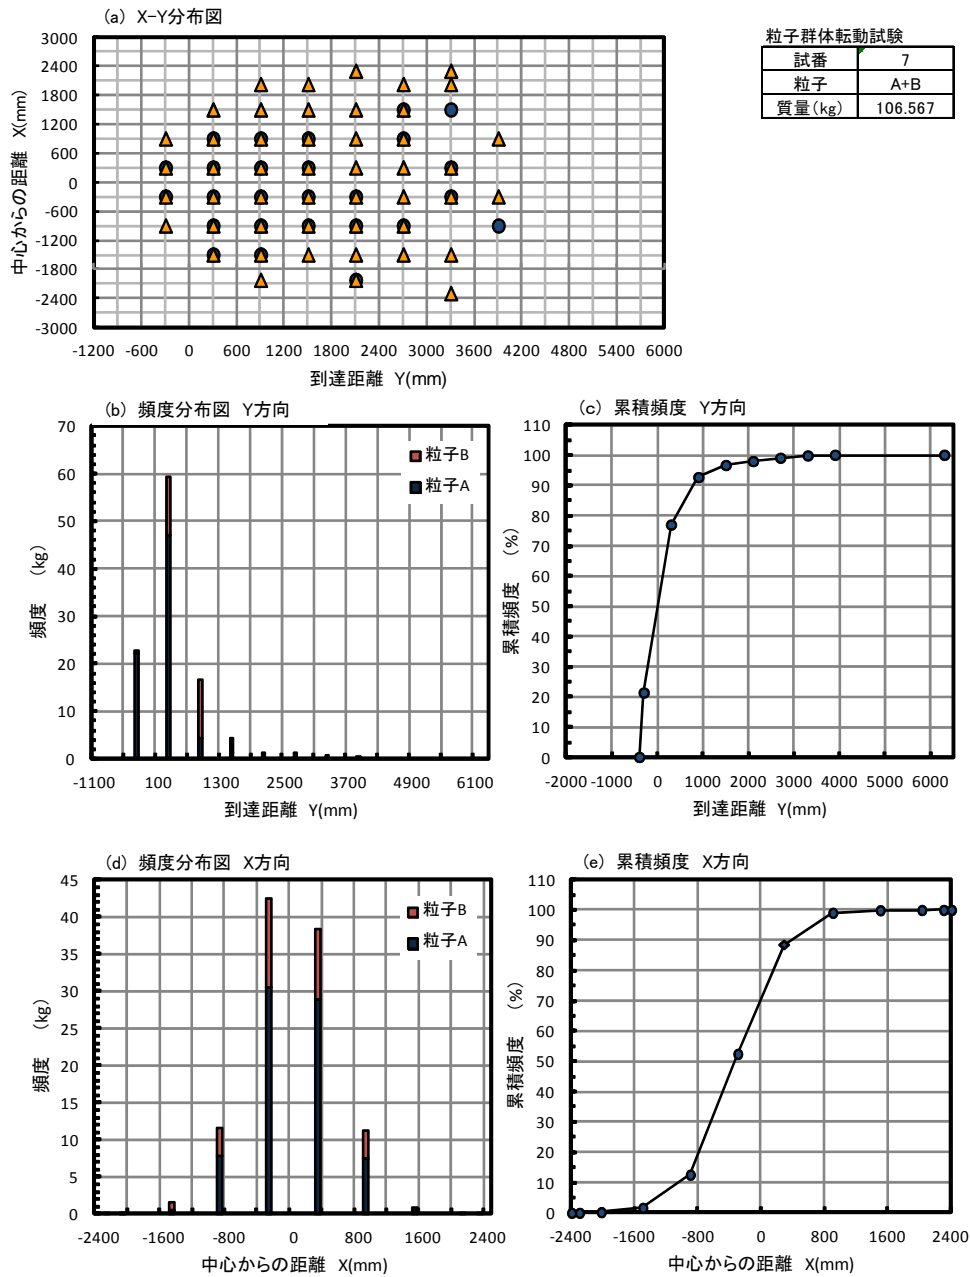 (a) X-Y分布図
粒子群体転動試験
試番 7
粒子 A+B
質量(kg) 106.567
中心からの距離 X(mm)
3000
2400
1800
1200
600
0
-600
-1200
-1800
-2400
-3000
-1200 -600 0 600 1200 1800 2400 3000 3600 4200 4800 5400 6000
到達距離 Y(mm)
(b) 頻度分布図 Y方向
頻度 (kg)
70
60
50
40
30
20
10
0
粒子B
粒子A
-1100 100 1300 2500 3700 4900 6100
到達距離 Y(mm)
(c) 累積頻度 Y方向
累積頻度 (%)
110
100
90
80
70
60
50
40
30
20
10
0
-2000 -1000 0 1000 2000 3000 4000 5000 6000
到達距離 Y(mm)
(d) 頻度分布図 X方向
頻度 (kg)
45
40
35
30
25
20
15
10
5
0
粒子B
粒子A
-2400 -1600 -800 0 800 1600 2400
中心からの距離 X(mm)
(e) 累積頻度 X方向
累積頻度 (%)
110
100
90
80
70
60
50
40
30
20
10
0
-2400 -1600 -800 0 800 1600 2400
中心からの距離 X(mm)